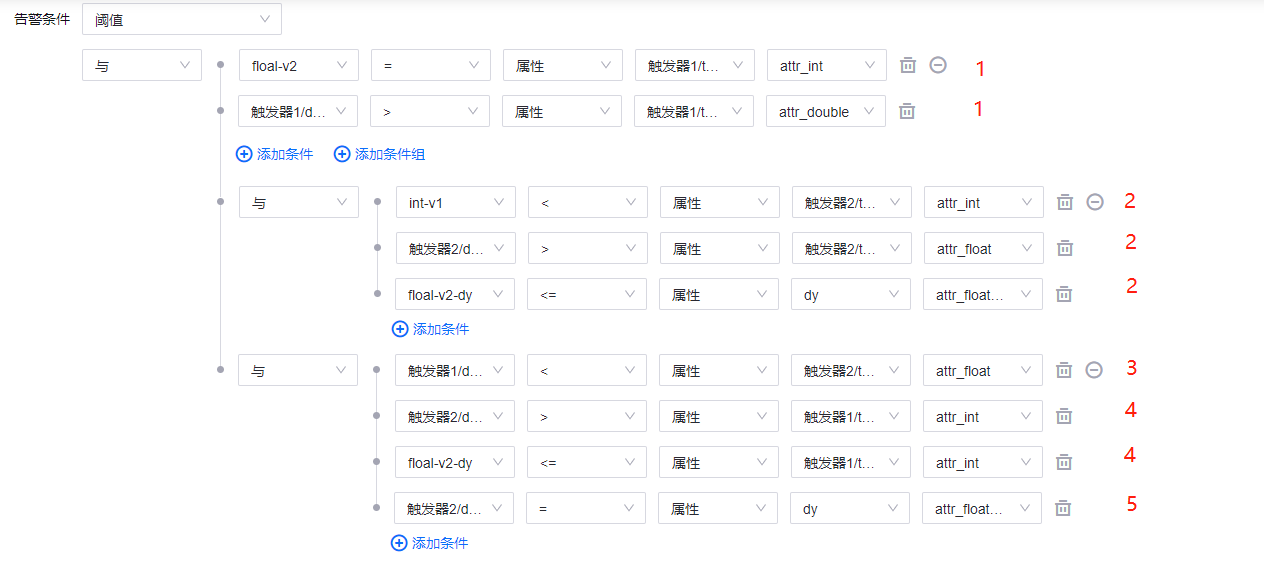 告警条件 阈值
与 floal-v2 = 属性 触发器1/t... attr_int 1
触发器1/d... > 属性 触发器1/t... attr_double 1
添加条件 添加条件组
与 int-v1 < 属性 触发器2/t... attr_int 2
触发器2/d... > 属性 触发器2/t... attr_float 2
floal-v2-dy <= 属性 dy attr_float... 2
添加条件
与 触发器1/d... < 属性 触发器2/t... attr_float 3
触发器2/d... > 属性 触发器1/t... attr_int 4
floal-v2-dy <= 属性 触发器1/t... attr_int 4
触发器2/d... = 属性 dy attr_float... 5
添加条件